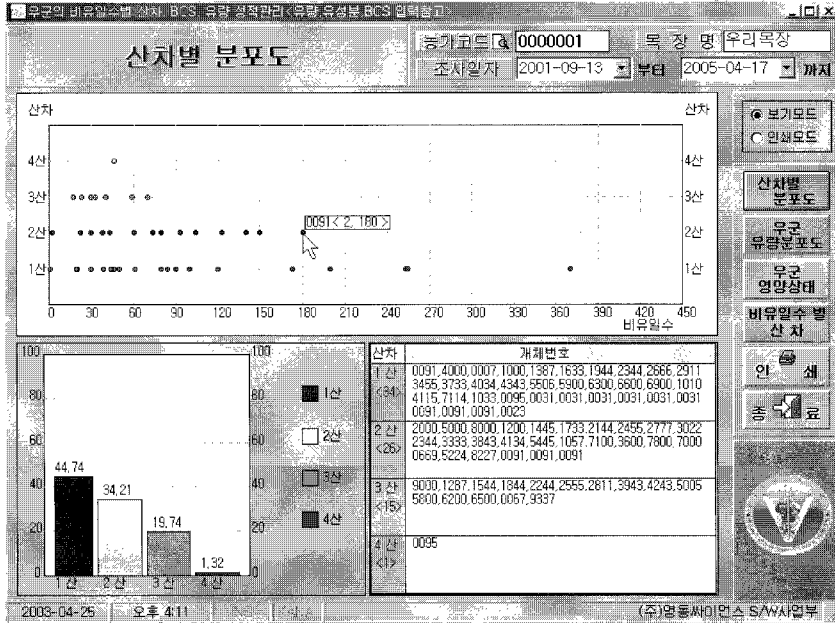 우군의 비유일수별 산차, BCS, 유량 성적관리<유량,유성분 BCS 입력참고>
산차별 분포도
농가코드 0000001 목 장 명 우리목장
조사일자 2001-09-13 부터 2005-04-17 까지
산차 산차
4산 4산
3산 3산
2산 2산
1산 1산
0091< 2, 180 >
0 30 60 90 120 150 180 210 240 270 300 330 360 390 420 450
비유일수
보기모드
인쇄모드
산차별
분포도
우군
유량분포도
우군
영양상태
비유일수 별
산 차
인 쇄
종 료
100 100
80 80
60 60
40 40
20 20
0 0
44,74
34,21
19,74
1,32
1 산 2 산 3 산 4 산
1산
2산
3산
4산
산차 개체번호
1 산
<34>
0091,4000,0007,1000,1387,1633,1944,2344,2666,2911
3455,3733,4034,4343,5506,5900,6300,6600,6900,1010
4115,7114,1033,0095,0031,0031,0031,0031,0031,0031
0091,0091,0091,0023
2 산
<26>
2000,5000,8000,1200,1445,1733,2144,2455,2777,3022
2344,3333,3843,4134,5445,1057,7100,3600,7800,7000
0669,5224,8227,0091,0091,0091
3 산
<15>
9000,1287,1544,1844,2244,2555,2811,3943,4243,5005
5800,6200,6500,0067,9337
4 산
<1>
0095
2003-04-25 오후 4:11 (주)명동싸이언스 S/W사업부